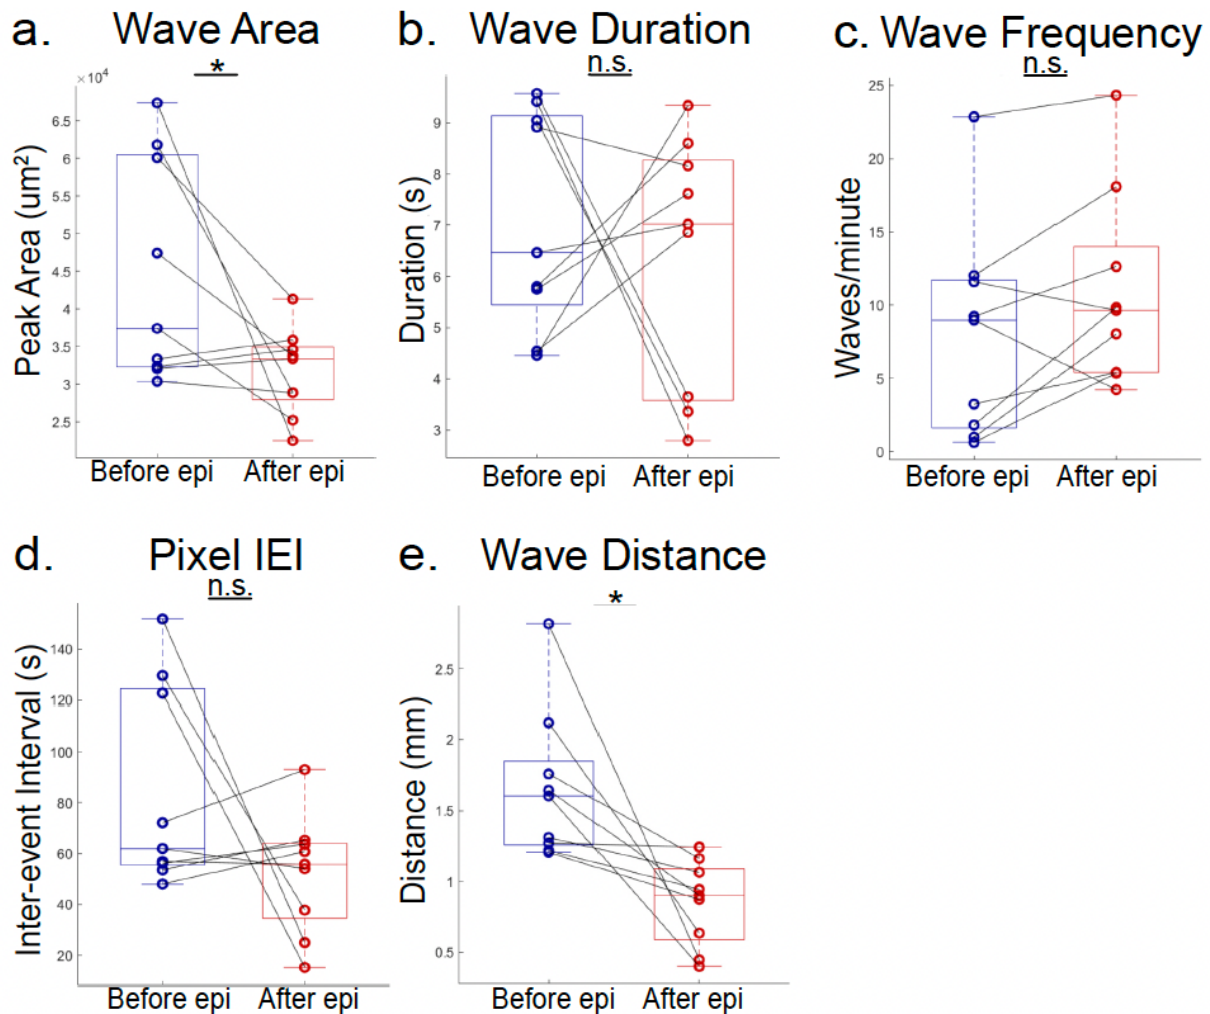 a. Wave Area
*
×10⁴
6.5
6
5.5
5
4.5
4
3.5
3
2.5
Peak Area (um²)
Before epi After epi
b. Wave Duration
n.s.
9
8
7
6
5
4
3
Duration (s)
Before epi After epi
c. Wave Frequency
n.s.
25
20
15
10
5
0
Waves/minute
Before epi After epi
d. Pixel IEI
n.s.
140
120
100
80
60
40
20
Inter-event Interval (s)
Before epi After epi
e. Wave Distance
*
2.5
2
1.5
1
0.5
Distance (mm)
Before epi After epi